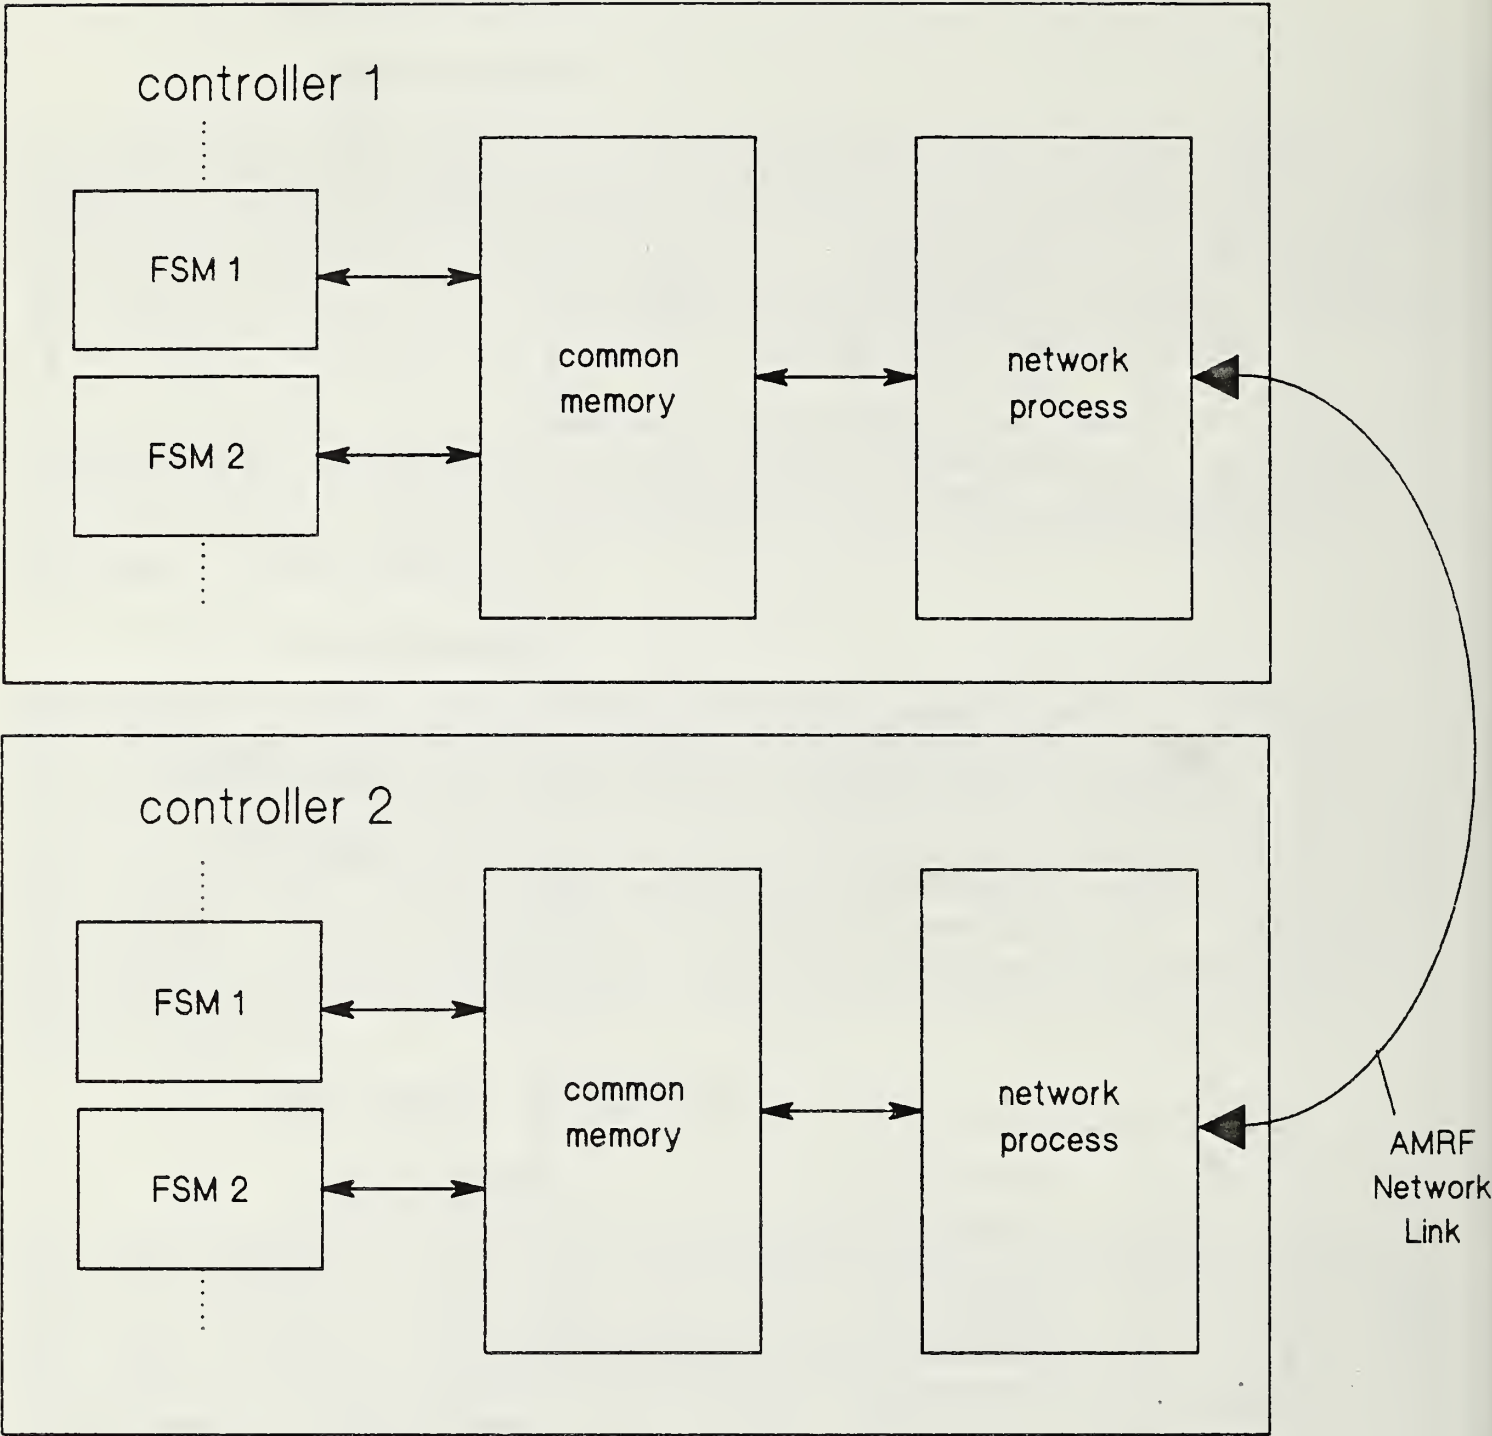 controller 1
FSM 1
FSM 2
common
memory
network
process
controller 2
FSM 1
FSM 2
common
memory
network
process
AMRF
Network
Link